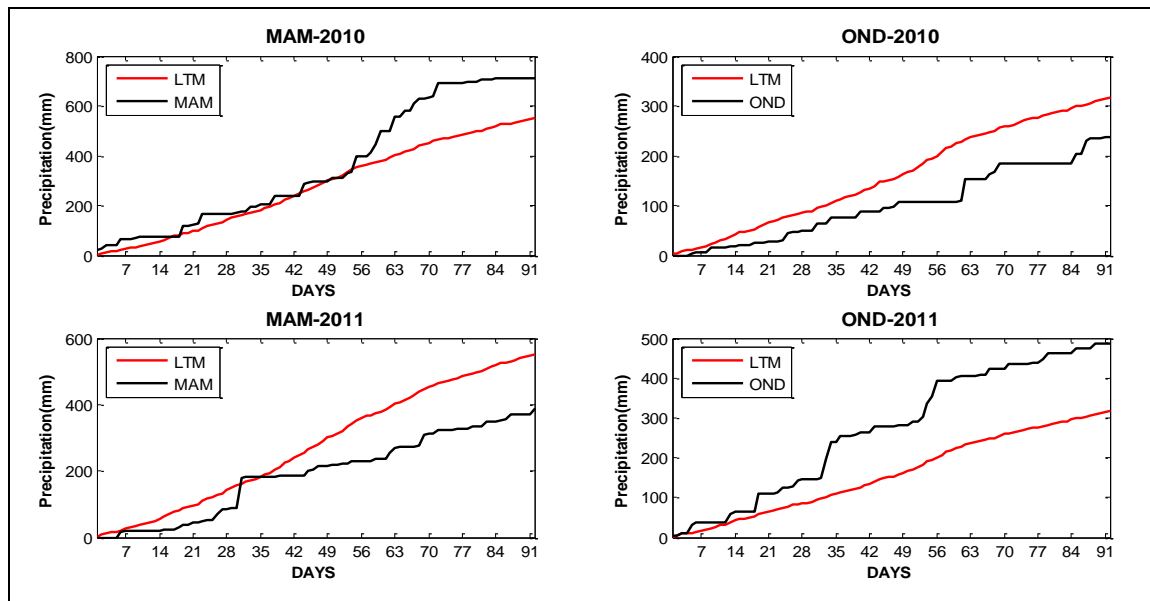 MAM-2010
Precipitation(mm)
800
600
400
200
0
LTM
MAM
7 14 21 28 35 42 49 56 63 70 77 84 91
DAYS
OND-2010
Precipitation(mm)
400
300
200
100
0
LTM
OND
7 14 21 28 35 42 49 56 63 70 77 84 91
DAYS
MAM-2011
Precipitation(mm)
600
400
200
0
LTM
MAM
7 14 21 28 35 42 49 56 63 70 77 84 91
DAYS
OND-2011
Precipitation(mm)
500
400
300
200
100
0
LTM
OND
7 14 21 28 35 42 49 56 63 70 77 84 91
DAYS